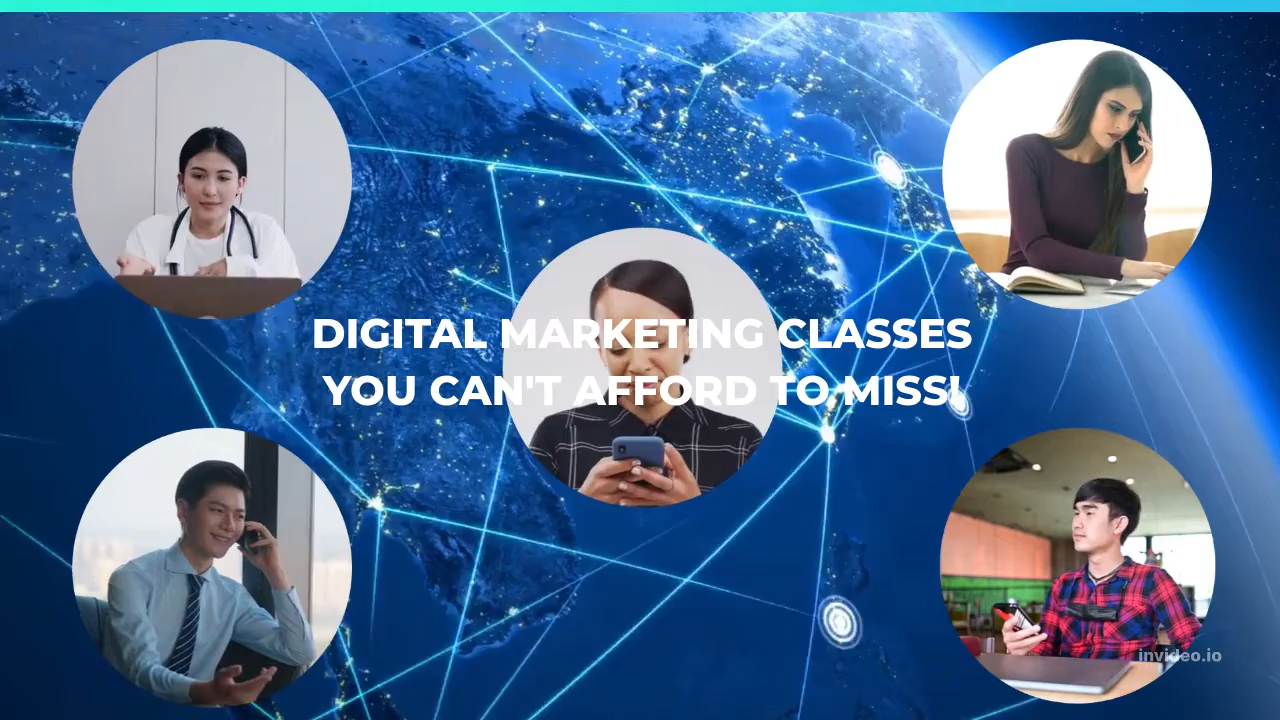 DIGITAL MARKETING CLASSES
YOU CAN'T AFFORD TO MISS!
invideo.io